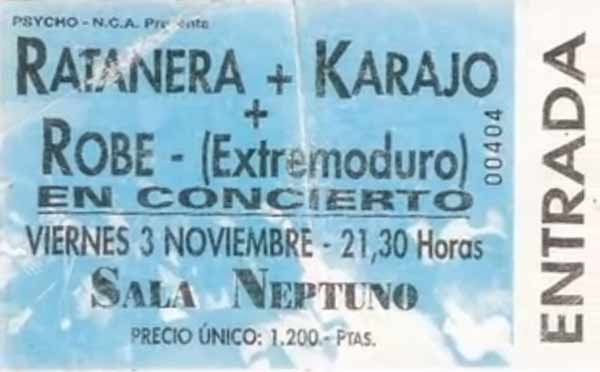 PSYCHO - N.C.A. Presenta
RATANERA + KARAJO
+
ROBE - (Extremoduro)
EN CONCIERTO
VIERNES 3 NOVIEMBRE - 21,30 Horas
SALA NEPTUNO
PRECIO ÚNICO: 1.200.- PTAS.
00404
ENTRADA